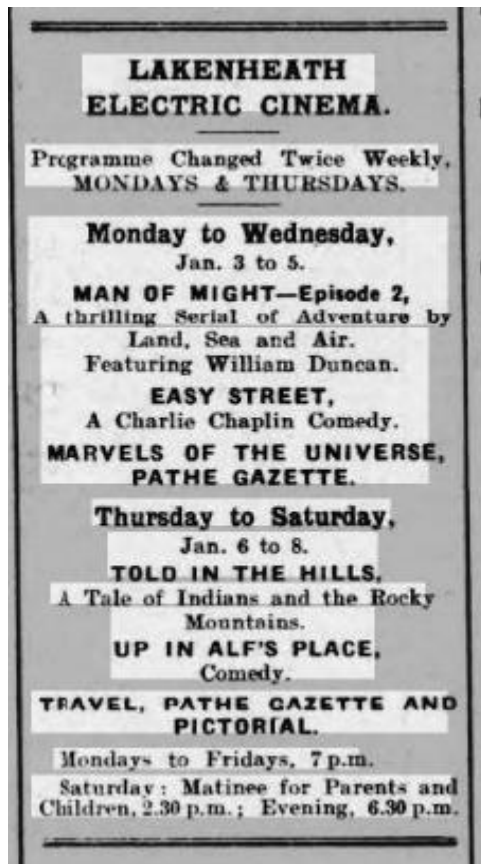 LAKENHEATH
ELECTRIC CINEMA.
Programme Changed Twice Weekly,
MONDAYS & THURSDAYS.
Monday to Wednesday,
Jan. 3 to 5.
MAN OF MIGHT—Episode 2,
A thrilling Serial of Adventure by
Land, Sea and Air.
Featuring William Duncan.
EASY STREET,
A Charlie Chaplin Comedy.
MARVELS OF THE UNIVERSE,
PATHE GAZETTE.
Thursday to Saturday,
Jan. 6 to 8.
TOLD IN THE HILLS,
A Tale of Indians and the Rocky
Mountains.
UP IN ALF'S PLACE,
Comedy.
TRAVEL, PATHE GAZETTE AND
PICTORIAL.
Mondays to Fridays, 7 p.m.
Saturday: Matinee for Parents and
Children, 2.30 p.m.; Evening, 6.30 p.m.